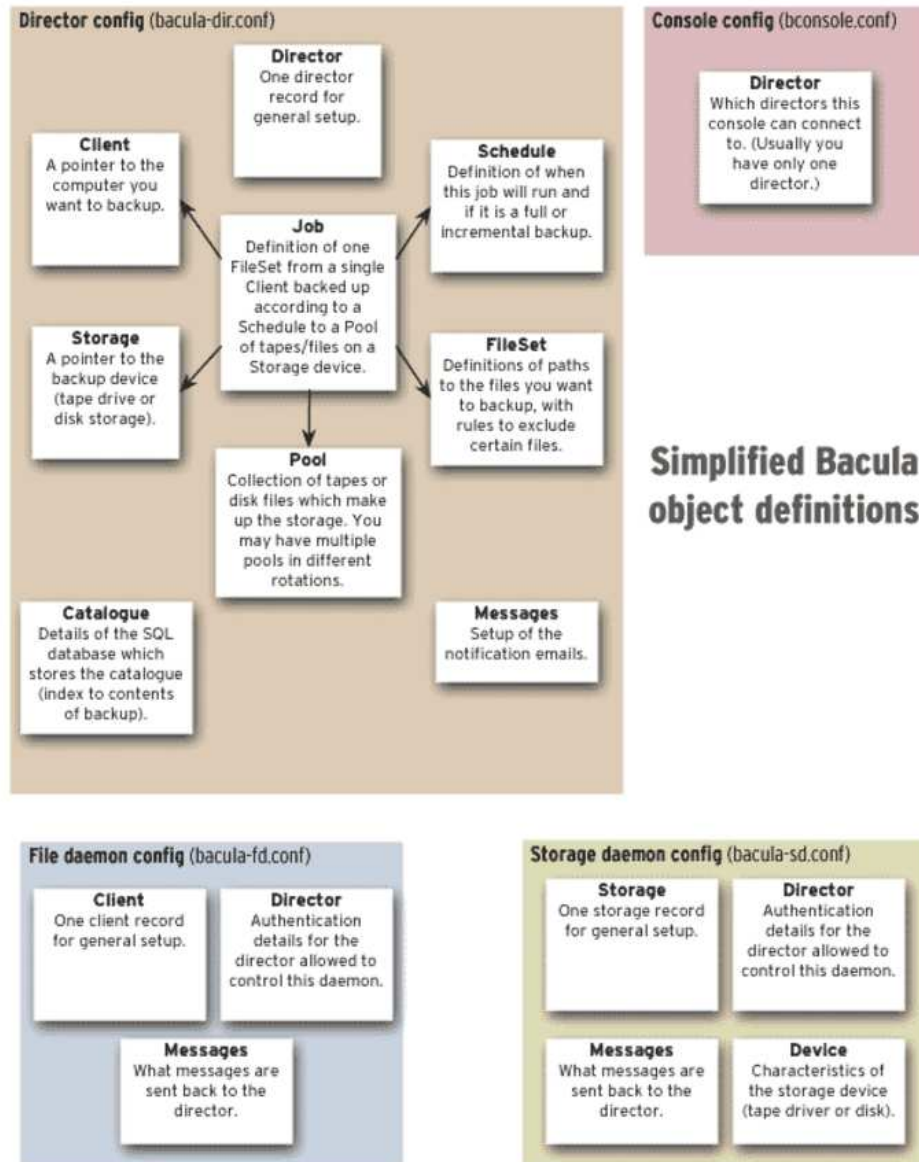 Director config (bacula-dir.conf)
Director
One director
record for
general setup.
Client
A pointer to the
computer you
want to backup.
Schedule
Definition of when
this job will run and
if it is a full or
incremental backup.
Job
Definition of one
FileSet from a single
Client backed up
according to a
Schedule to a Pool
of tapes/files on a
Storage device.
Storage
A pointer to the
backup device
(tape drive or
disk storage).
FileSet
Definitions of paths
to the files you want
to backup, with
rules to exclude
certain files.
Pool
Collection of tapes or
disk files which make
up the storage. You
may have multiple
pools in different
rotations.
Catalogue
Details of the SQL
database which
stores the catalogue
(index to contents
of backup).
Messages
Setup of the
notification emails.
Console config (bconsole.conf)
Director
Which directors this
console can connect
to. (Usually you
have only one
director.)
Simplified Bacula
object definitions
File daemon config (bacula-fd.conf)
Client
One client record
for general setup.
Director
Authentication
details for the
director allowed to
control this daemon.
Messages
What messages are
sent back to the
director.
Storage daemon config (bacula-sd.conf)
Storage
One storage record
for general setup.
Director
Authentication
details for the
director allowed to
control this daemon.
Messages
What messages are
sent back to the
director.
Device
Characteristics of
the storage device
(tape driver or disk).